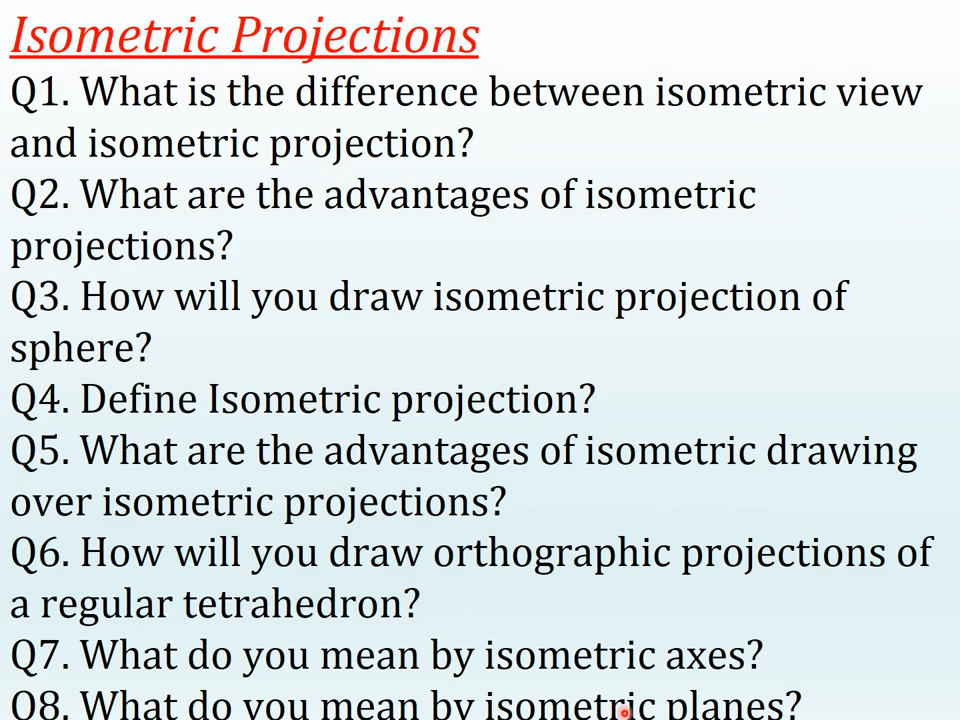 Isometric Projections
Q1. What is the difference between isometric view
and isometric projection?
Q2. What are the advantages of isometric
projections?
Q3. How will you draw isometric projection of
sphere?
Q4. Define Isometric projection?
Q5. What are the advantages of isometric drawing
over isometric projections?
Q6. How will you draw orthographic projections of
a regular tetrahedron?
Q7. What do you mean by isometric axes?
Q8. What do you mean by isometric planes?